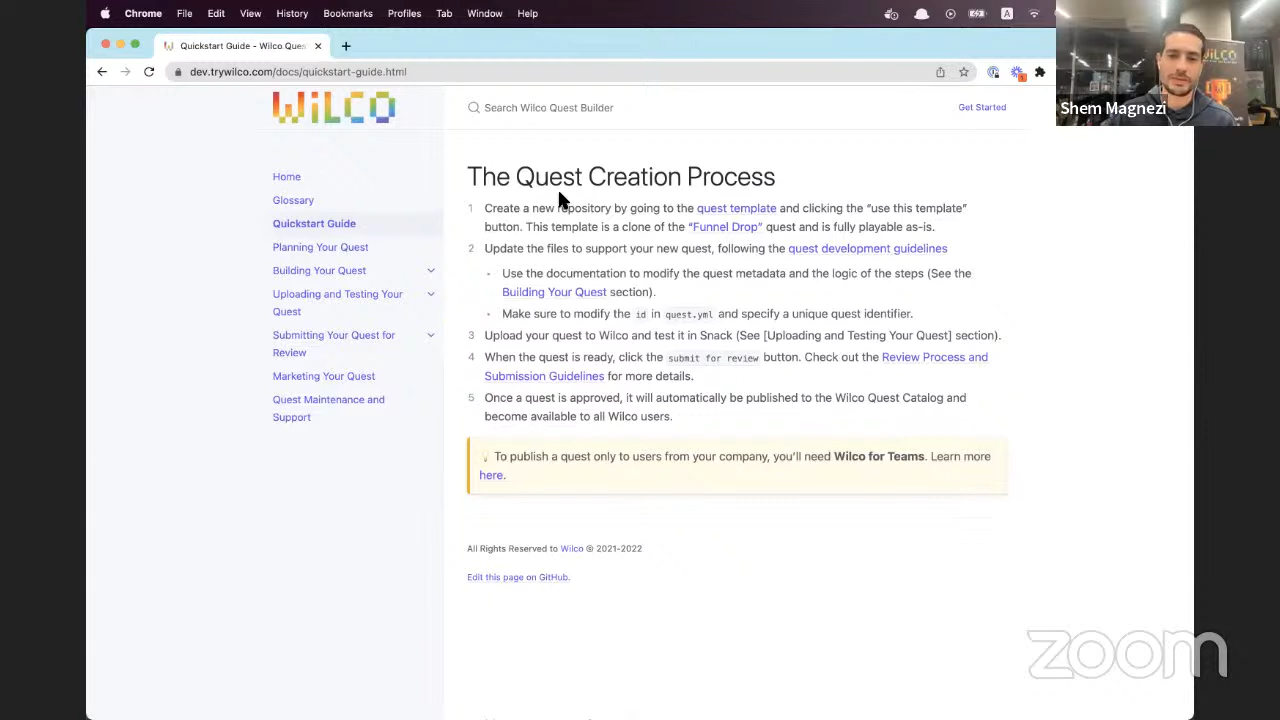 Chrome File Edit View History Bookmarks Profiles Tab Window Help
Quickstart Guide - Wilco Ques
dev.trywilco.com/docs/quickstart-guide.html
WiLCO
Shem Magnezi
WiLCO
Search Wilco Quest Builder
Get Started
Home
Glossary
Quickstart Guide
Planning Your Quest
Building Your Quest
Uploading and Testing Your
Quest
Submitting Your Quest for
Review
Marketing Your Quest
Quest Maintenance and
Support
The Quest Creation Process
1 Create a new repository by going to the quest template and clicking the “use this template”
button. This template is a clone of the “Funnel Drop” quest and is fully playable as-is.
2 Update the files to support your new quest, following the quest development guidelines
- Use the documentation to modify the quest metadata and the logic of the steps (See the
Building Your Quest section).
- Make sure to modify the id in quest.yml and specify a unique quest identifier.
3 Upload your quest to Wilco and test it in Snack (See [Uploading and Testing Your Quest] section).
4 When the quest is ready, click the submit for review button. Check out the Review Process and
Submission Guidelines for more details.
5 Once a quest is approved, it will automatically be published to the Wilco Quest Catalog and
become available to all Wilco users.
To publish a quest only to users from your company, you’ll need Wilco for Teams. Learn more
here.
All Rights Reserved to Wilco © 2021-2022
Edit this page on GitHub.
zoom